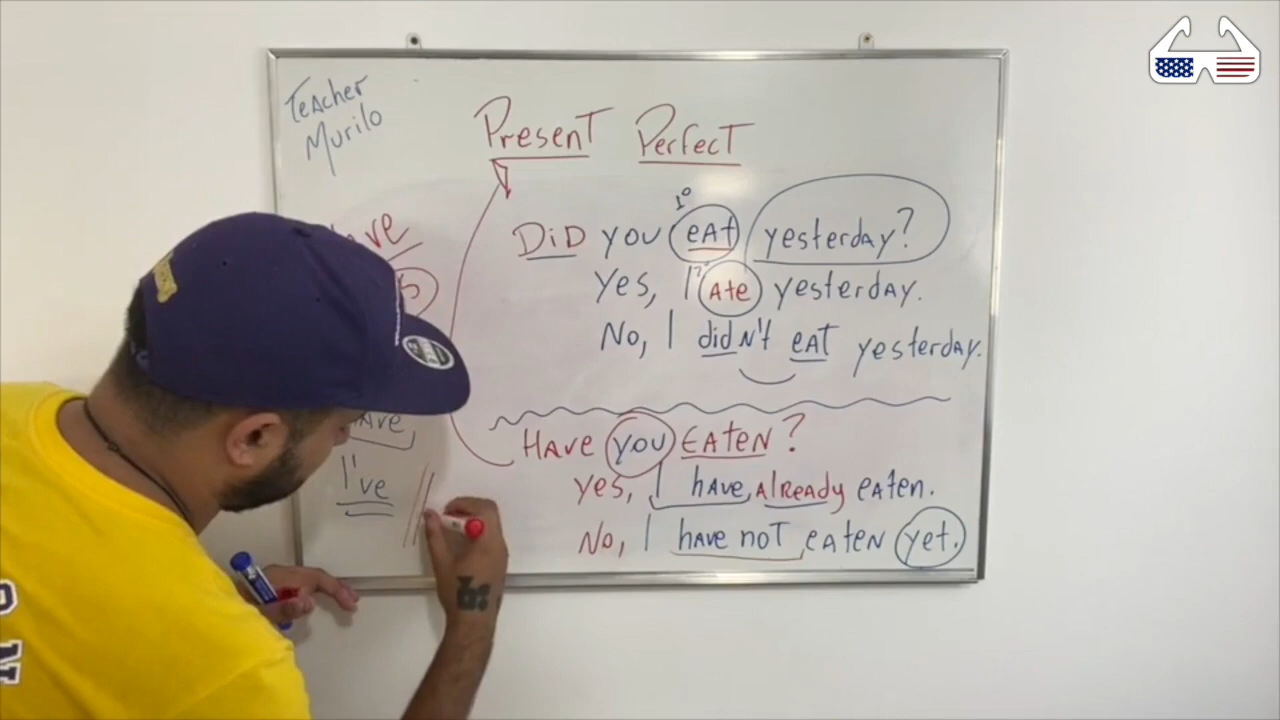 Teacher
Murilo
Present Perfect
1º
DiD you eat yesterday?
Yes, I Ate yesterday.
No, I didn't eat yesterday.
Have you Eaten?
yes, I have, already eaten.
No, I have not eaten yet.
I've